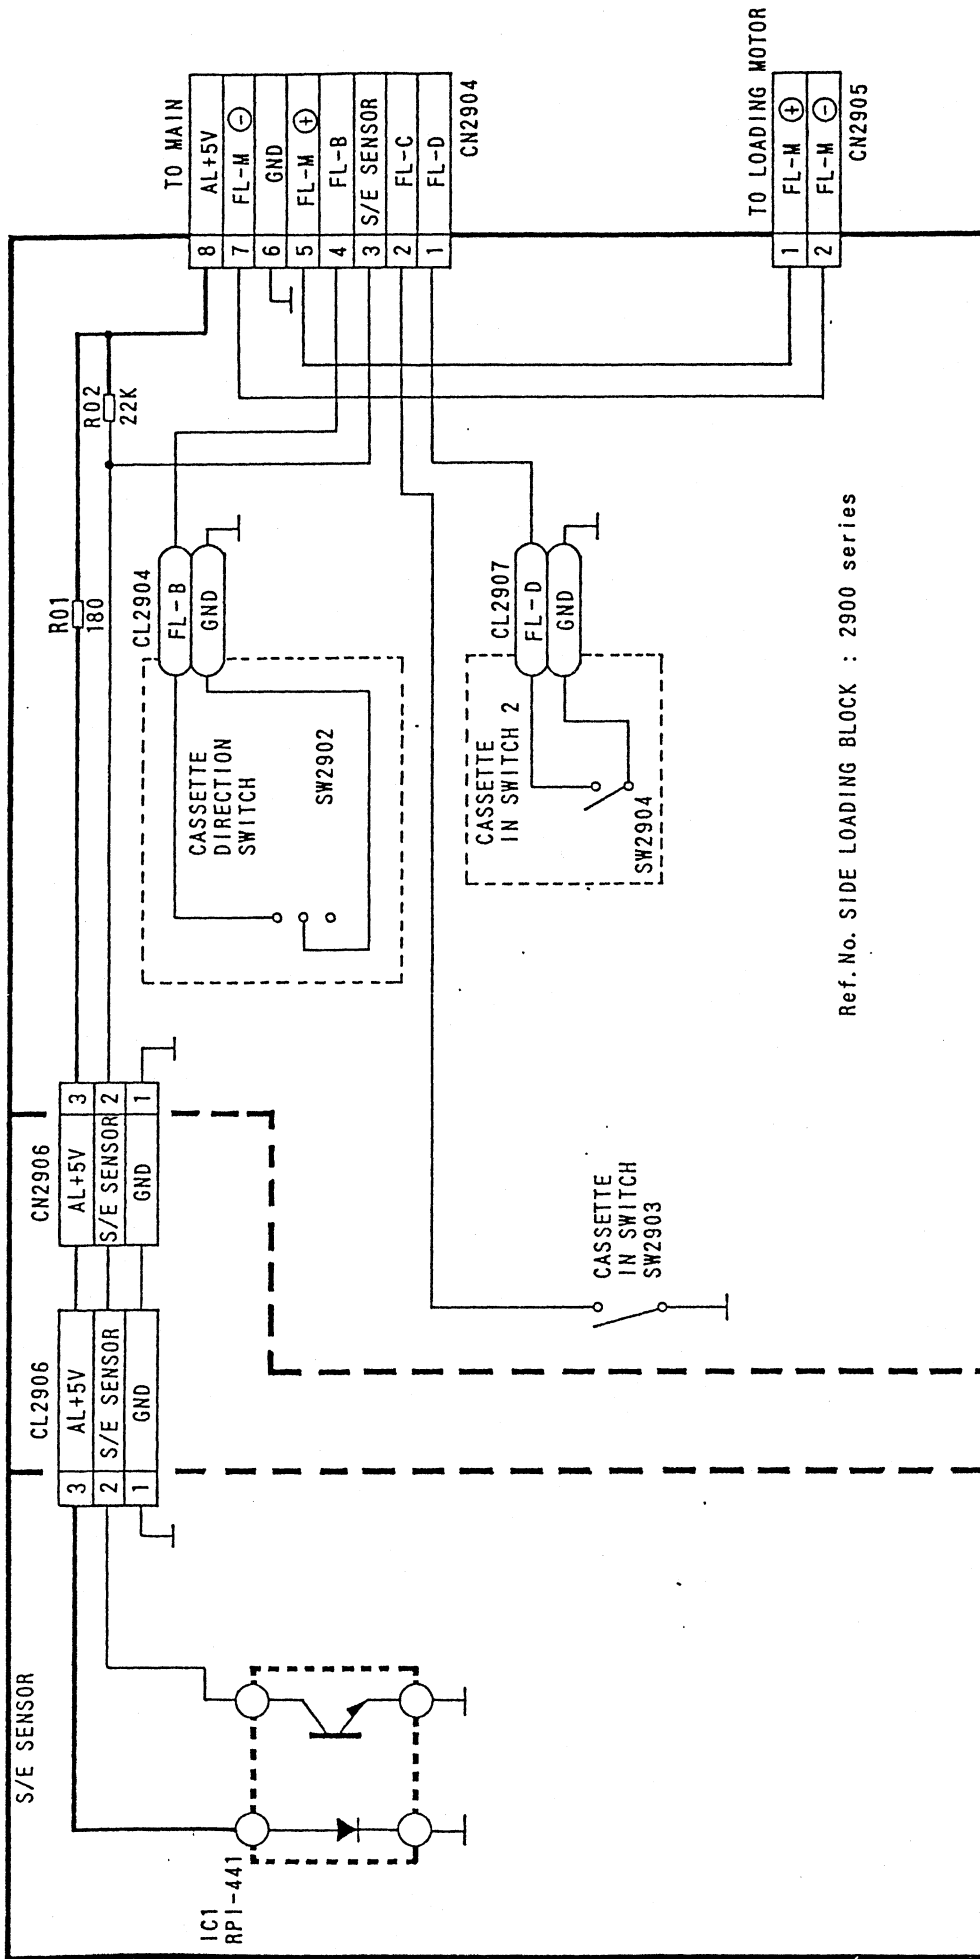 S/E SENSOR
IC1
RPI-441
CL2906
3 AL+5V
2 S/E SENSOR
1 GND
CN2906
AL+5V 3
S/E SENSOR 2
GND 1
R01
180
R02
22K
CL2904
FL-B
GND
CASSETTE
DIRECTION
SWITCH
SW2902
CL2907
FL-D
GND
CASSETTE
IN SWITCH 2
SW2904
CASSETTE
IN SWITCH
SW2903
TO MAIN
8 AL+5V
7 FL-M ⊖
6 GND
5 FL-M ⊕
4 FL-B
3 S/E SENSOR
2 FL-C
1 FL-D
CN2904
TO LOADING MOTOR
1 FL-M ⊕
2 FL-M ⊖
CN2905
Ref.No. SIDE LOADING BLOCK : 2900 series